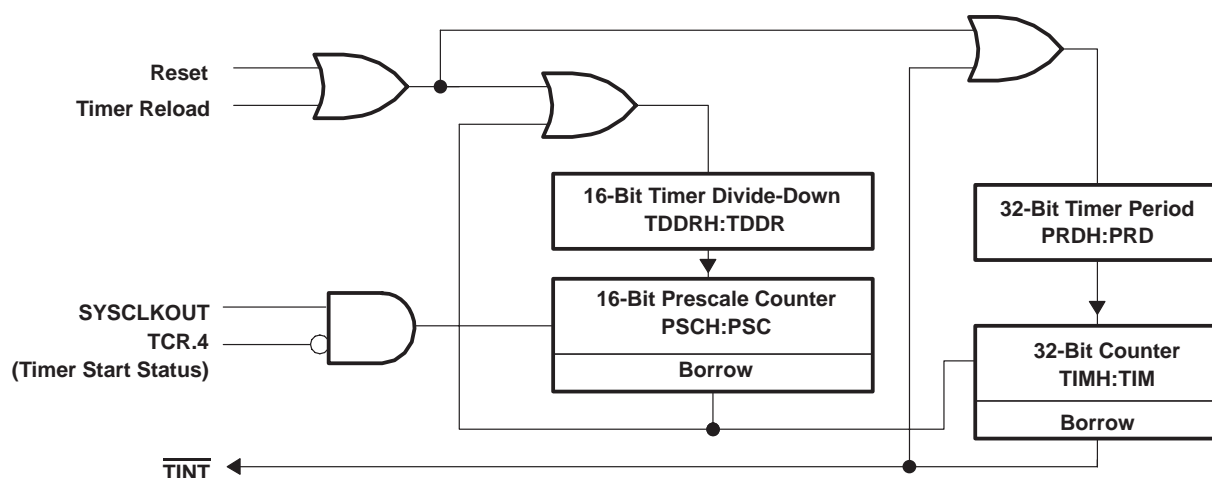 Reset
Timer Reload
16-Bit Timer Divide-Down
TDDRH:TDDR
32-Bit Timer Period
PRDH:PRD
SYSCLKOUT
TCR.4
(Timer Start Status)
16-Bit Prescale Counter
PSCH:PSC
Borrow
32-Bit Counter
TIMH:TIM
Borrow
TINT